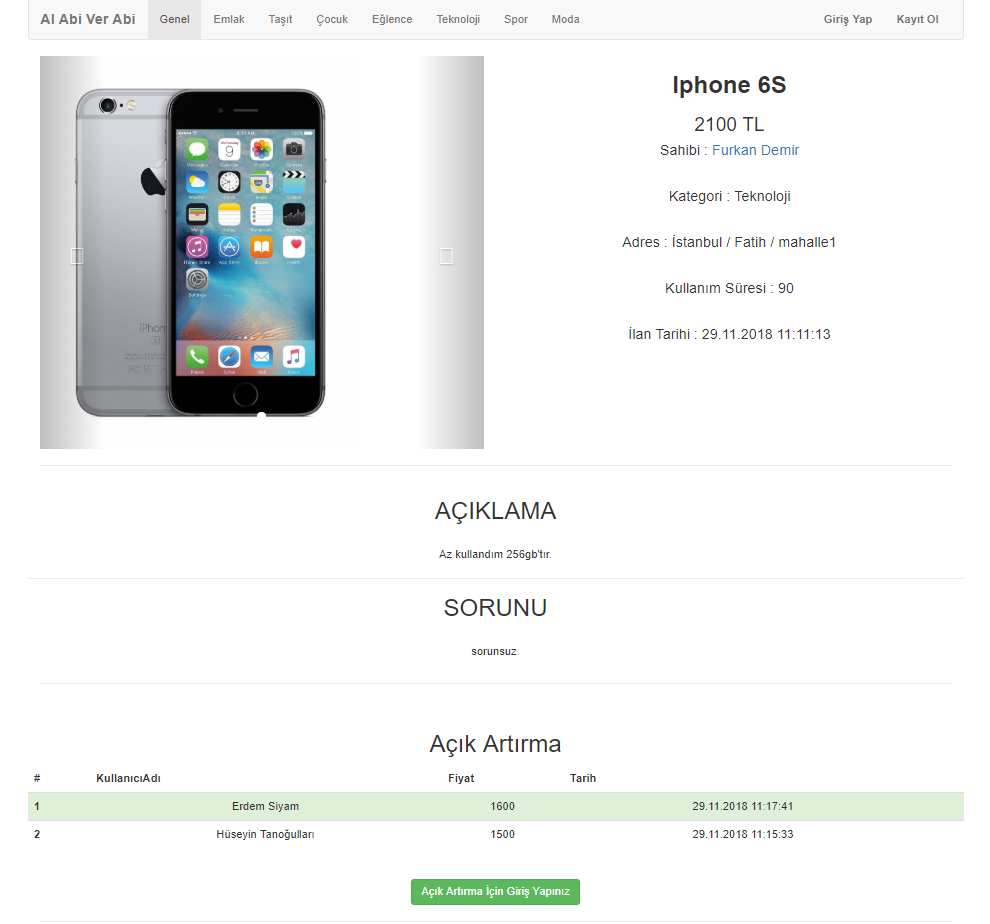 Al Abi Ver Abi Genel Emlak Taşıt Çocuk Eğlence Teknoloji Spor Moda Giriş Yap Kayıt Ol
Iphone 6S
2100 TL
Sahibi : Furkan Demir
Kategori : Teknoloji
Adres : İstanbul / Fatih / mahalle1
Kullanım Süresi : 90
İlan Tarihi : 29.11.2018 11:11:13
iPhon
AÇIKLAMA
Az kullandım 256gb'tır.
SORUNU
sorunsuz.
Açık Artırma
# KullanıcıAdı Fiyat Tarih
1 Erdem Siyam 1600 29.11.2018 11:17:41
2 Hüseyin Tanoğulları 1500 29.11.2018 11:15:33
Açık Artırma İçin Giriş Yapınız